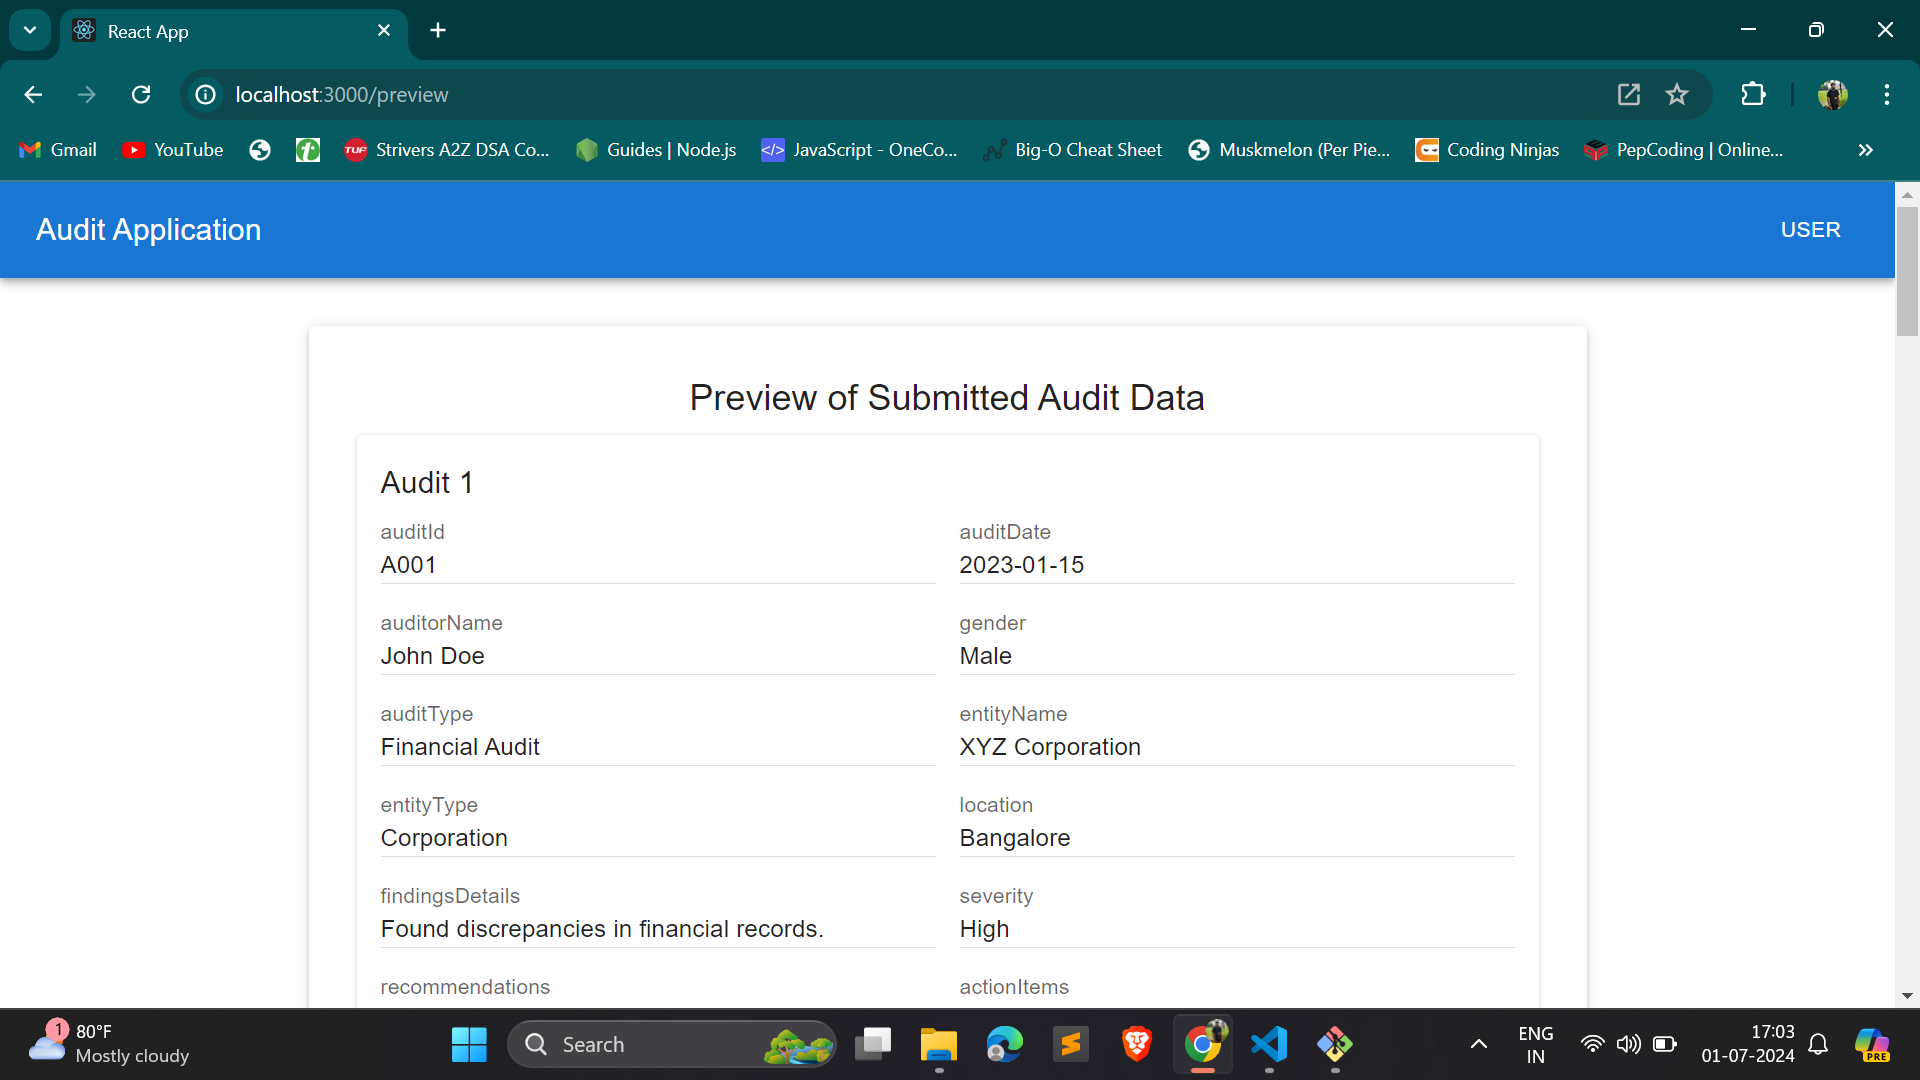 React App
localhost:3000/preview
Gmail
YouTube
TUF
Strivers A2Z DSA Co...
Guides | Node.js
</> JavaScript - OneCo...
Big-O Cheat Sheet
Muskmelon (Per Pie...
Coding Ninjas
PepCoding | Online...
Audit Application
USER
Preview of Submitted Audit Data
Audit 1
auditId
A001
auditDate
2023-01-15
auditorName
John Doe
gender
Male
auditType
Financial Audit
entityName
XYZ Corporation
entityType
Corporation
location
Bangalore
findingsDetails
Found discrepancies in financial records.
severity
High
recommendations
actionItems
1
80°F
Mostly cloudy
Search
ENG
IN
17:03
01-07-2024
PRE